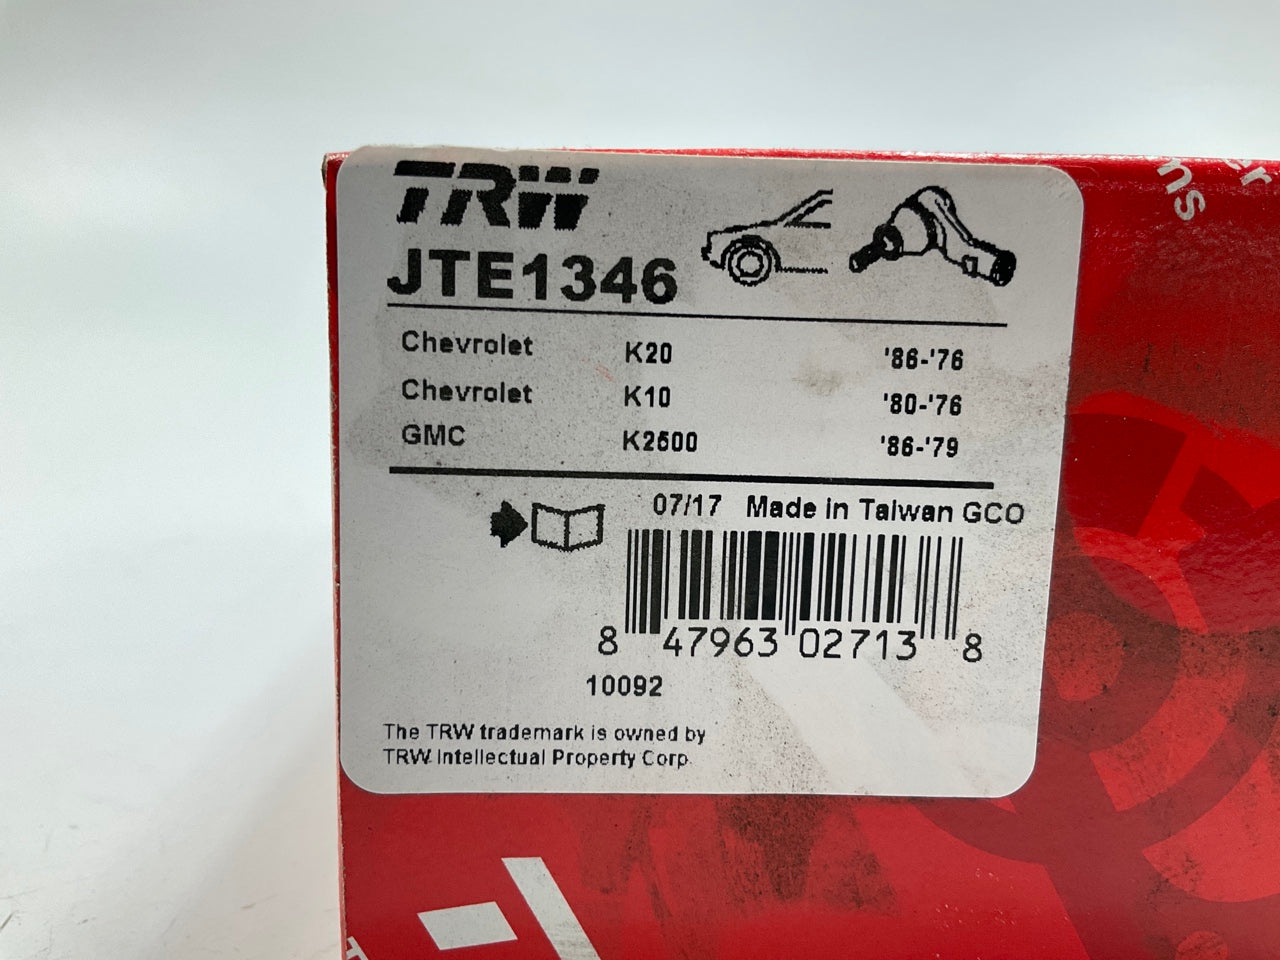 TRW
JTE1346
Chevrolet K20 '86-'76
Chevrolet K10 '80-'76
GMC K2500 '86-'79
07/17 Made in Taiwan GCO
8 47963 02713 8
10092
The TRW trademark is owned by
TRW Intellectual Property Corp.